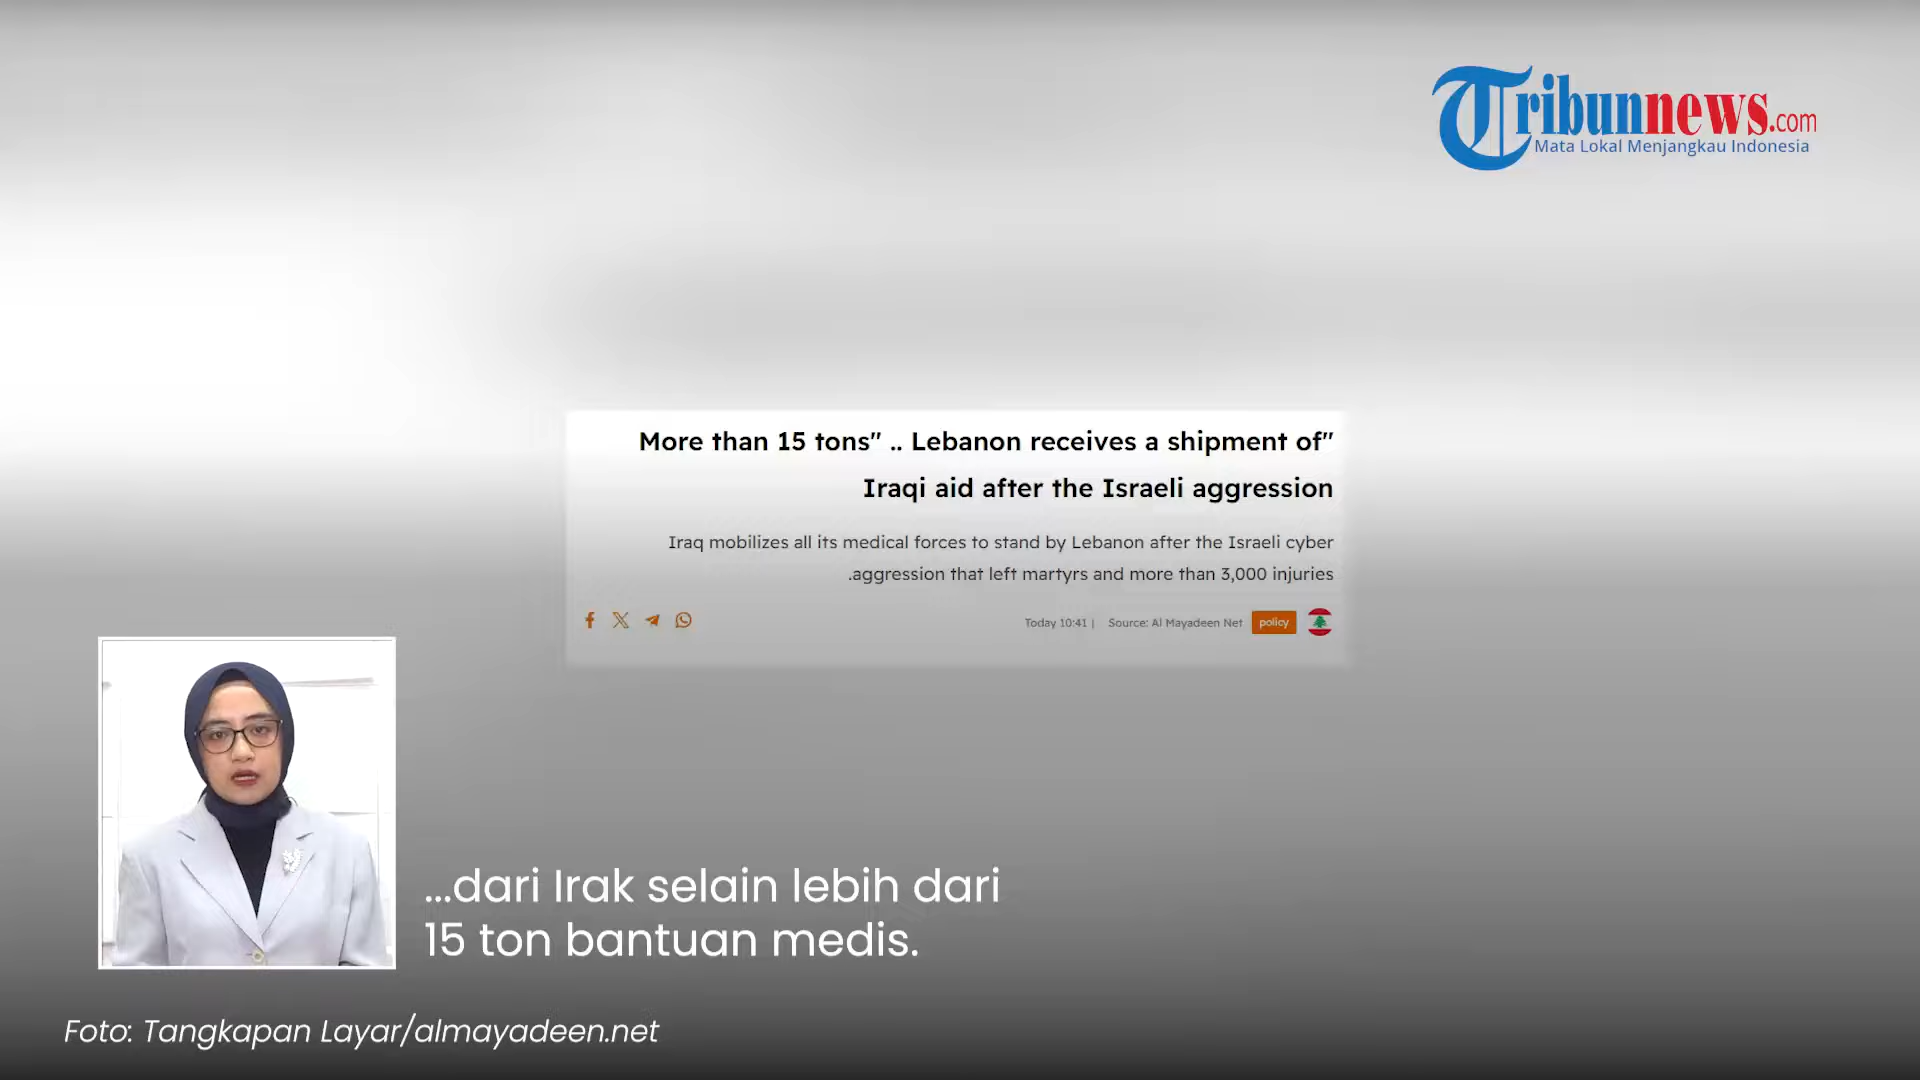 Tribunnews.com
Mata Lokal Menjangkau Indonesia
More than 15 tons" .. Lebanon receives a shipment of"
Iraqi aid after the Israeli aggression
Iraq mobilizes all its medical forces to stand by Lebanon after the Israeli cyber
.aggression that left martyrs and more than 3,000 injuries
Today 10:41 | Source: Al Mayadeen Net policy
...dari Irak selain lebih dari
15 ton bantuan medis.
Foto: Tangkapan Layar/almayadeen.net